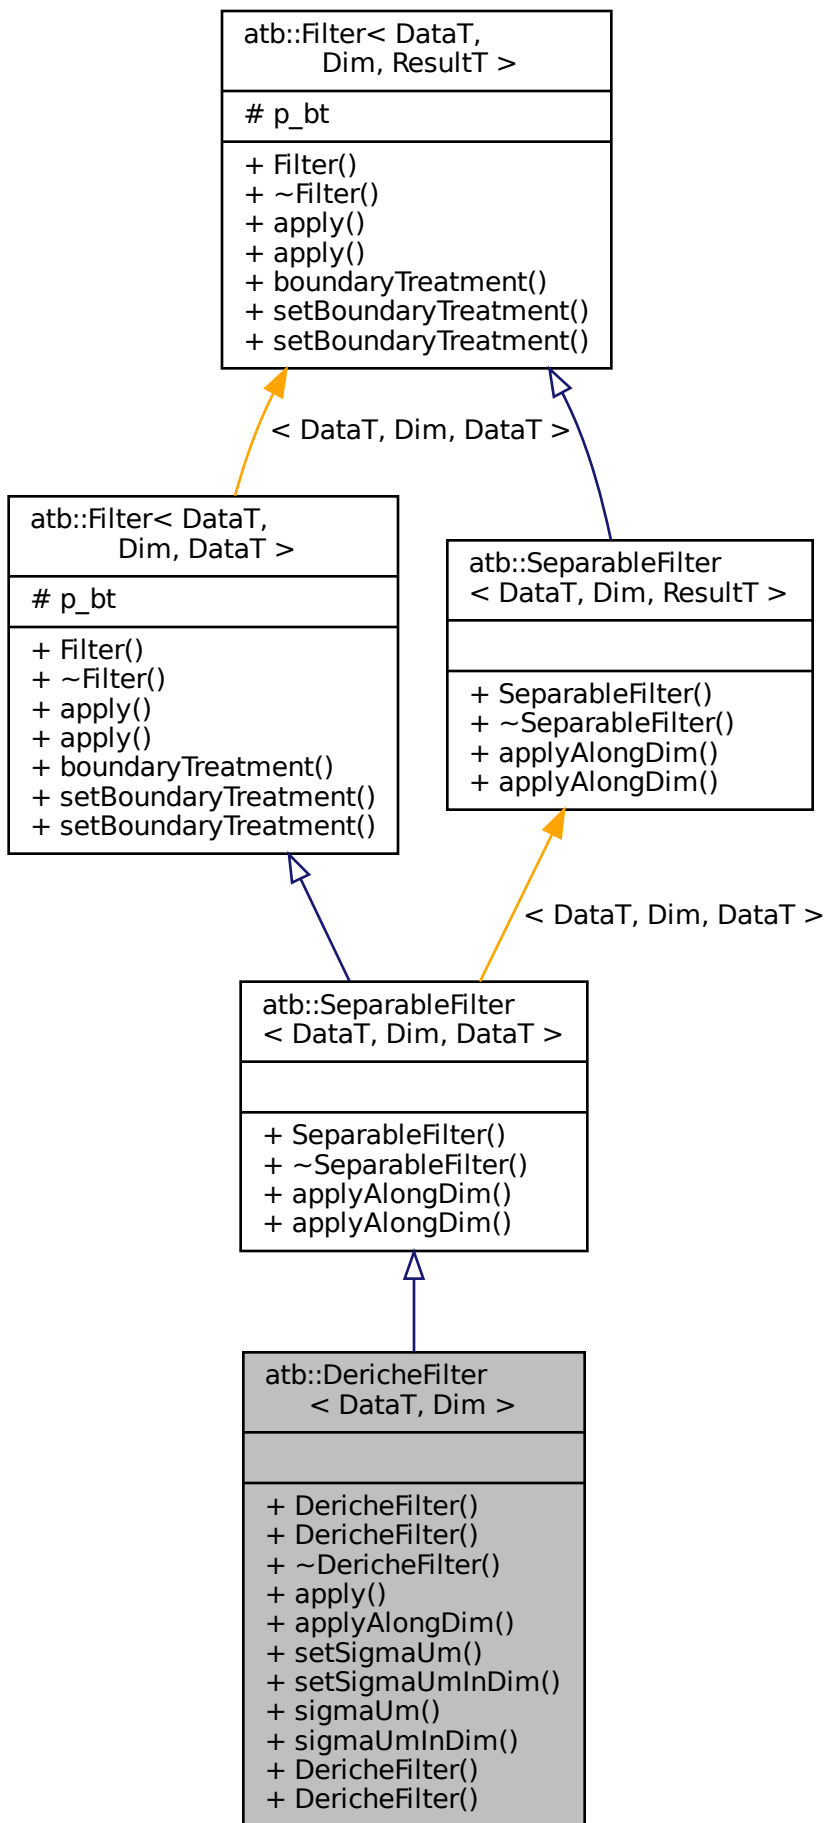 atb::Filter< DataT,
Dim, ResultT >
# p_bt
+ Filter()
+ ~Filter()
+ apply()
+ apply()
+ boundaryTreatment()
+ setBoundaryTreatment()
+ setBoundaryTreatment()
< DataT, Dim, DataT >
atb::Filter< DataT,
Dim, DataT >
# p_bt
+ Filter()
+ ~Filter()
+ apply()
+ apply()
+ boundaryTreatment()
+ setBoundaryTreatment()
+ setBoundaryTreatment()
atb::SeparableFilter
< DataT, Dim, ResultT >
+ SeparableFilter()
+ ~SeparableFilter()
+ applyAlongDim()
+ applyAlongDim()
< DataT, Dim, DataT >
atb::SeparableFilter
< DataT, Dim, DataT >
+ SeparableFilter()
+ ~SeparableFilter()
+ applyAlongDim()
+ applyAlongDim()
atb::DericheFilter
< DataT, Dim >
+ DericheFilter()
+ DericheFilter()
+ ~DericheFilter()
+ apply()
+ applyAlongDim()
+ setSigmaUm()
+ setSigmaUmInDim()
+ sigmaUm()
+ sigmaUmInDim()
+ DericheFilter()
+ DericheFilter()